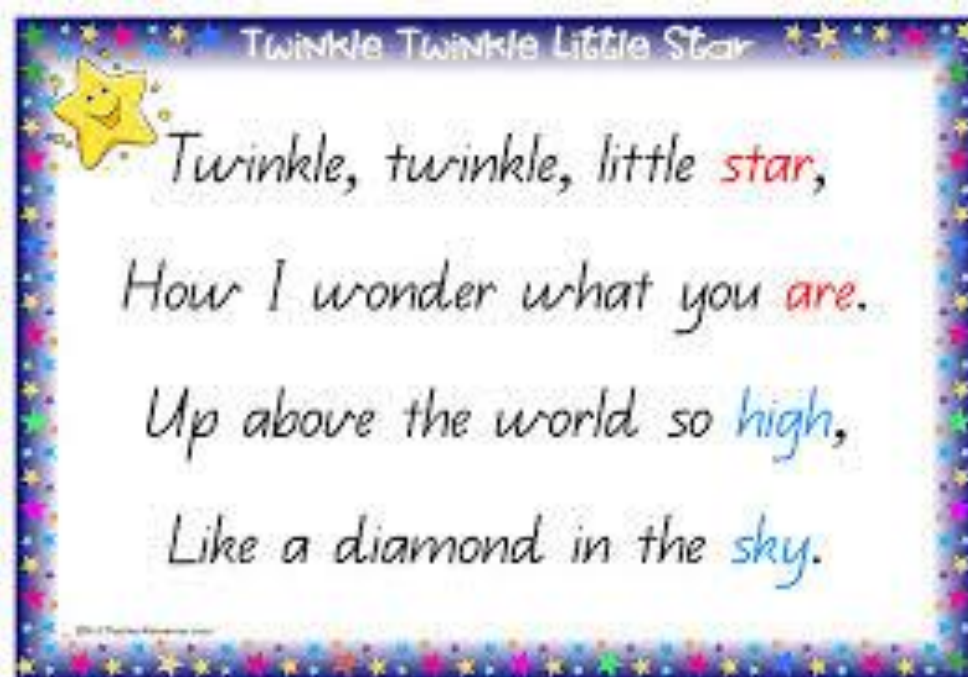 Twinkle Twinkle Little Star
Twinkle, twinkle, little star,
How I wonder what you are.
Up above the world so high,
Like a diamond in the sky.